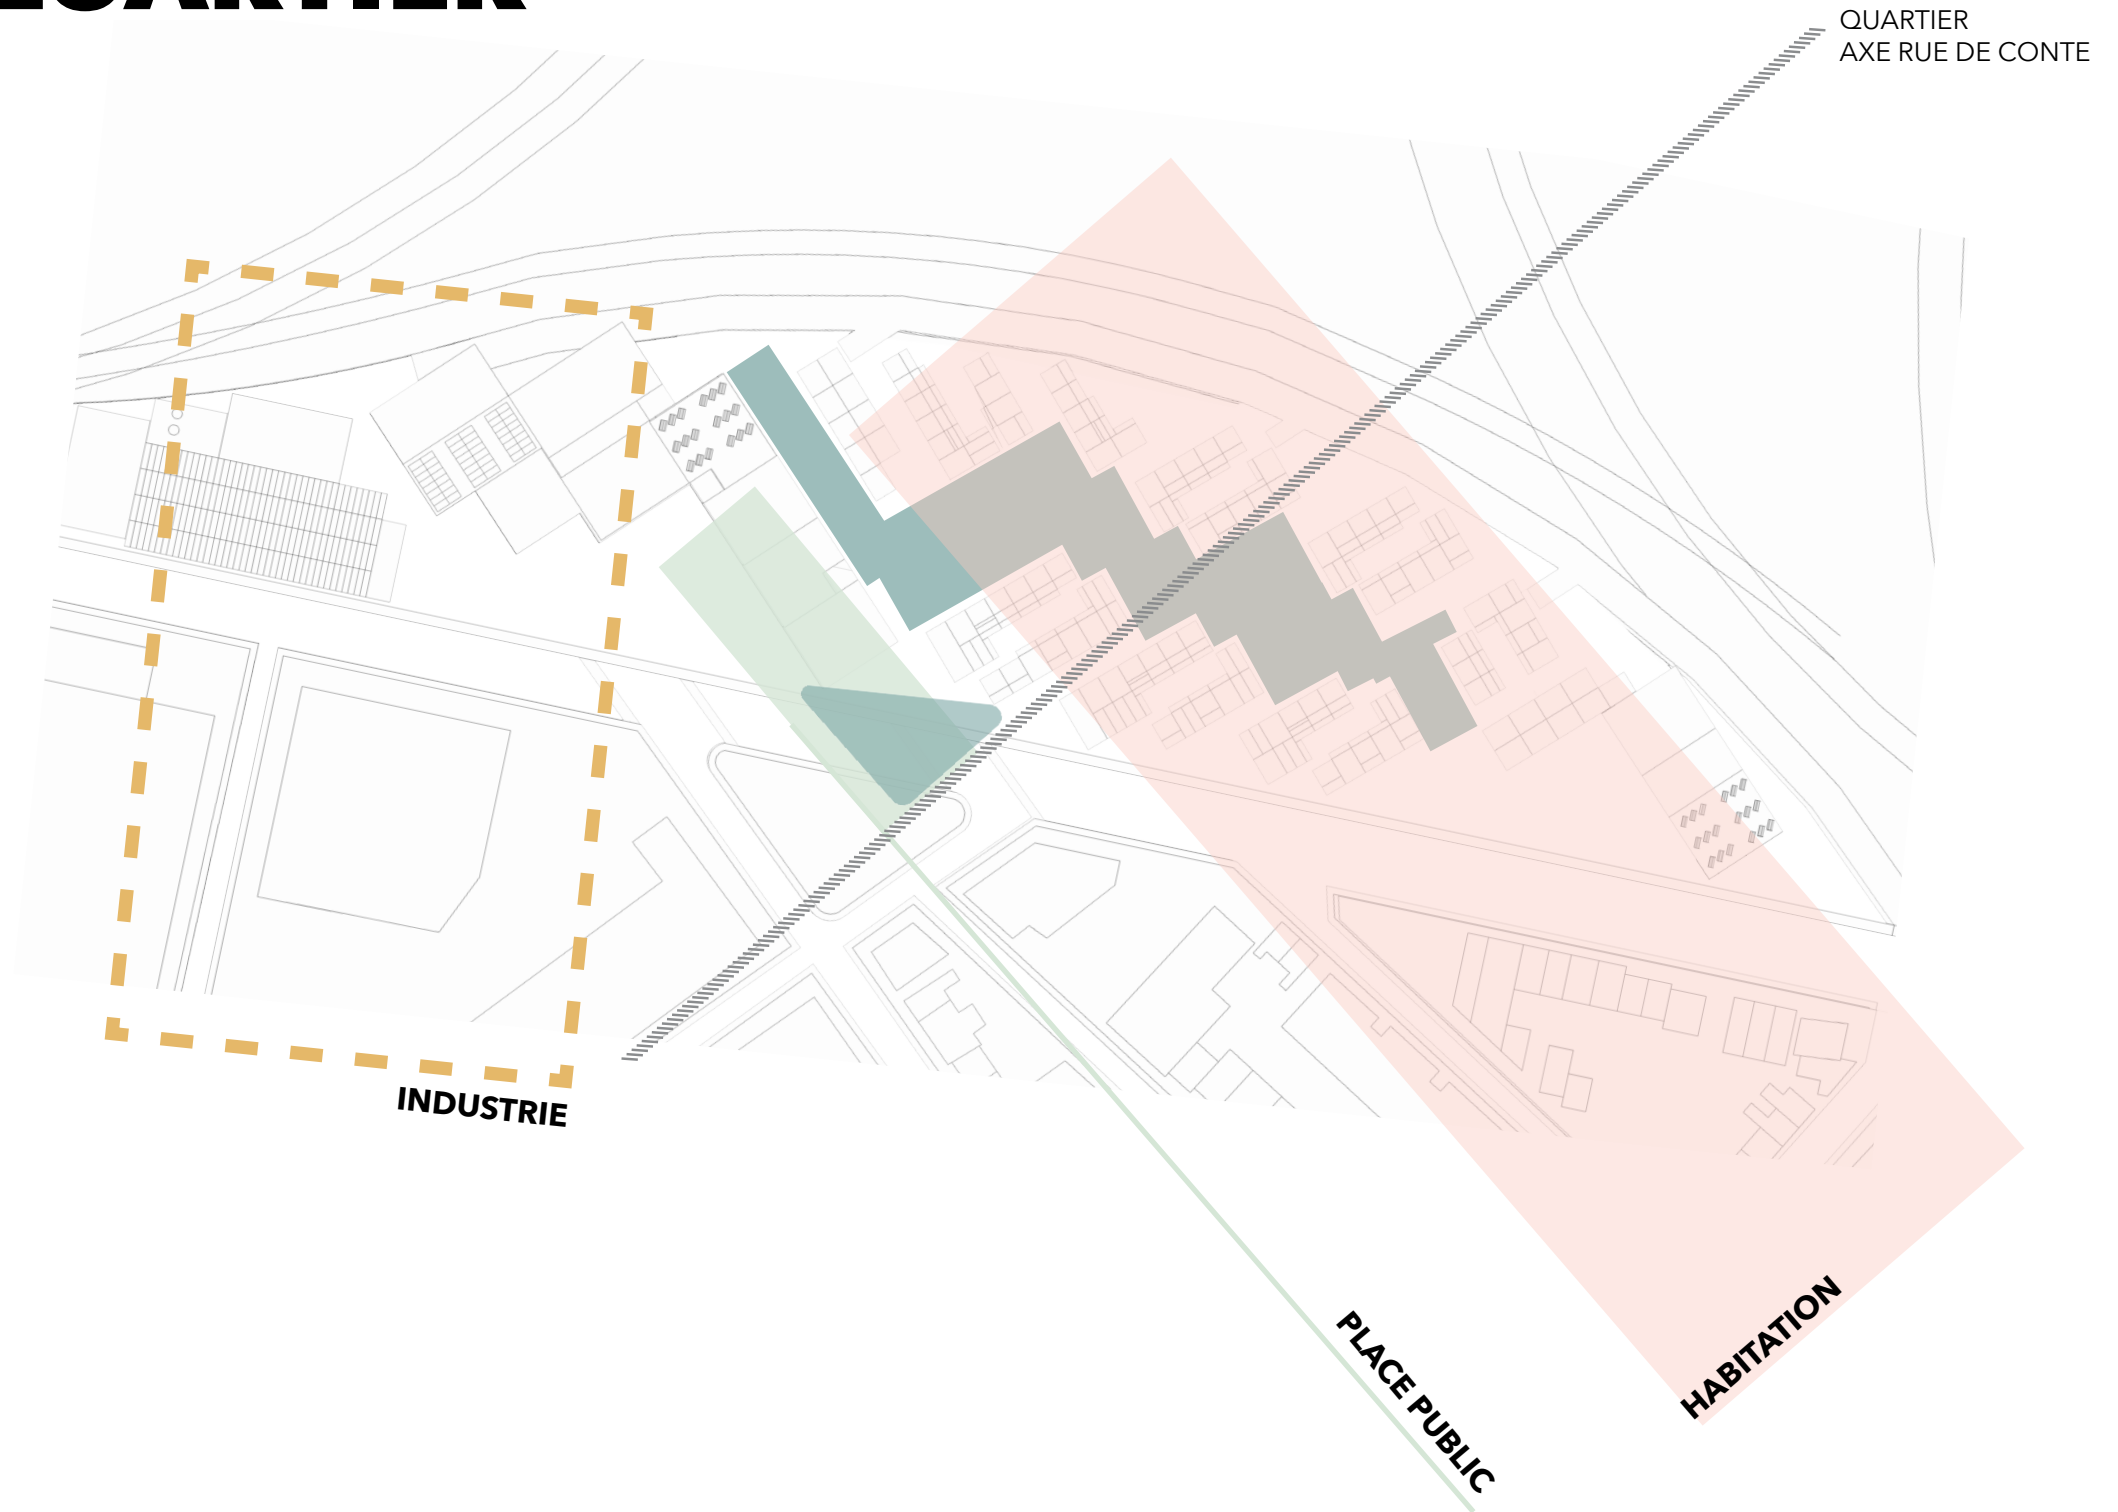 QUARTIER
AXE RUE DE CONTE
INDUSTRIE
PLACE PUBLIC
HABITATION